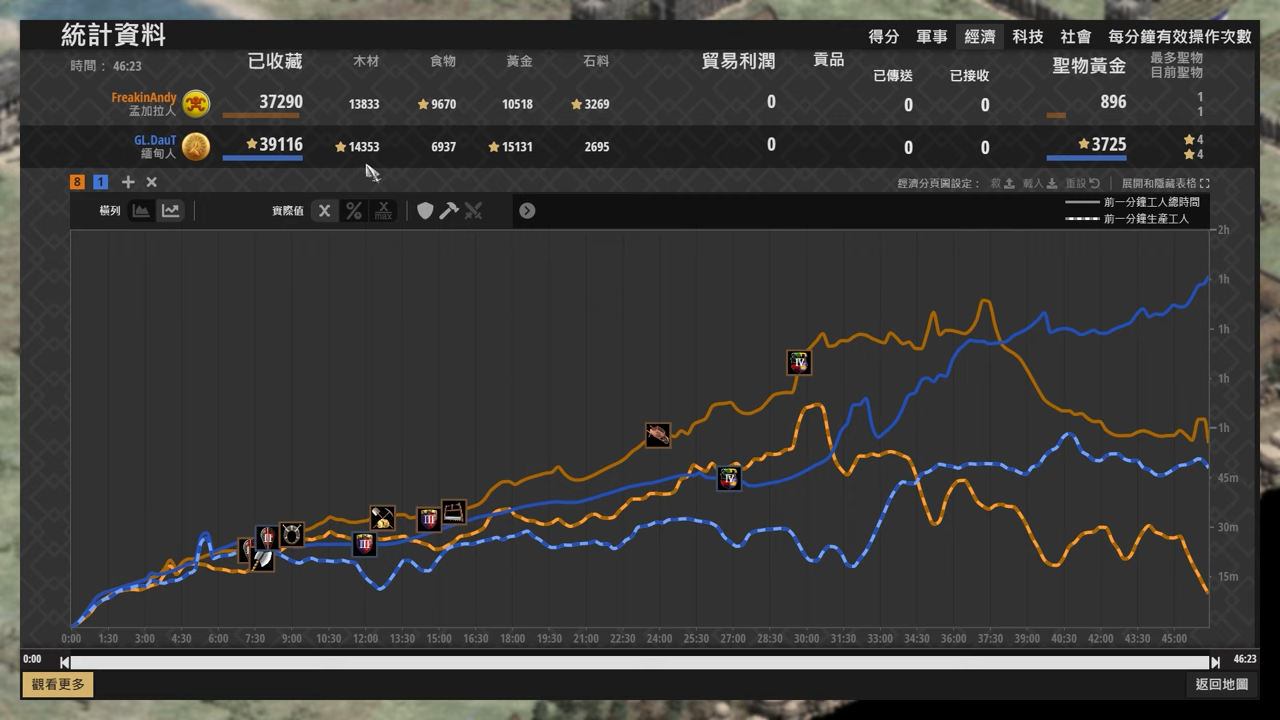 統計資料
得分 軍事 經濟 科技 社會 每分鐘有效操作次數
時間： 46:23
已收藏 木材 食物 黃金 石料 貿易利潤 貢品 已傳送 已接收 聖物黃金 最多聖物 目前聖物
FreakinAndy 37290 13833 9670 10518 3269 0 0 0 896 1
孟加拉人 1
GL.DauT 39116 14353 6937 15131 2695 0 0 0 3725 4
緬甸人 4
8 1 + ×
經濟分頁圖設定： 載入 重設 展開和隱藏表格
橫列 實際值 X % X/max
前一分鐘工人總時間
前一分鐘生產工人
2h
1h
1h
1h
1h
45m
30m
15m
II III III IV IV
0:00 1:30 3:00 4:30 6:00 7:30 9:00 10:30 12:00 13:30 15:00 16:30 18:00 19:30 21:00 22:30 24:00 25:30 27:00 28:30 30:00 31:30 33:00 34:30 36:00 37:30 39:00 40:30 42:00 43:30 45:00
0:00 46:23
觀看更多 返回地圖